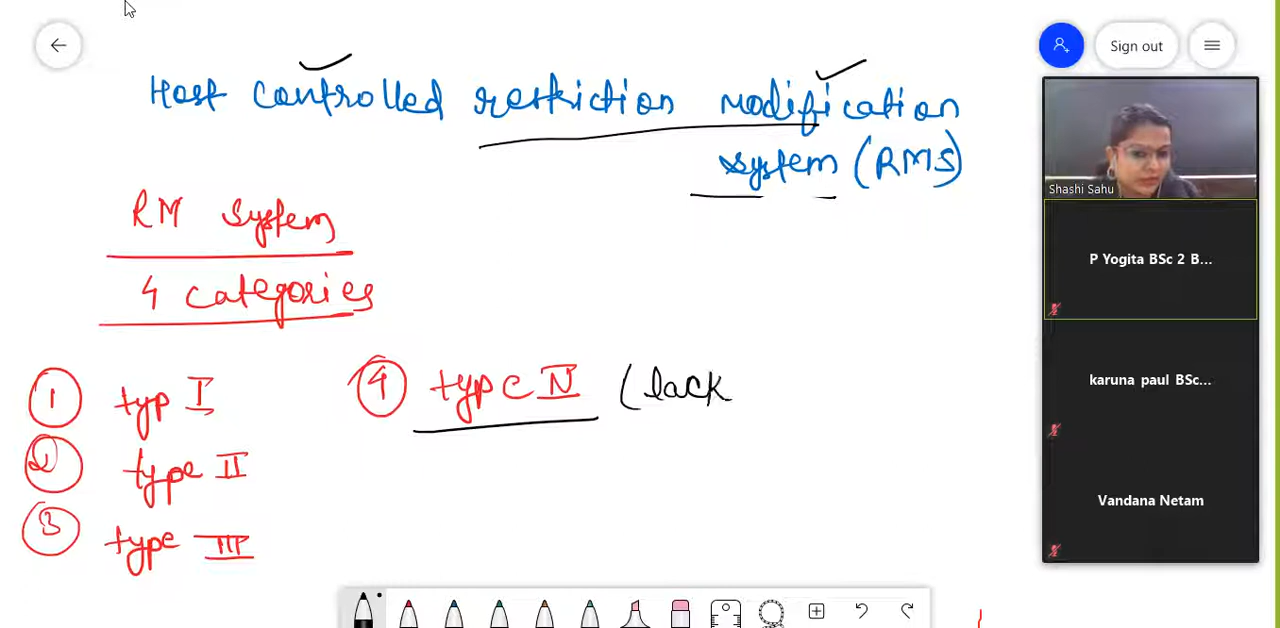 Host controlled restriction modification
system (RMS)
RM system
4 categories
1 typ I
2 type II
3 type III
4 type IV (lack
Sign out
Shashi Sahu
P Yogita BSc 2 B...
karuna paul BSc...
Vandana Netam